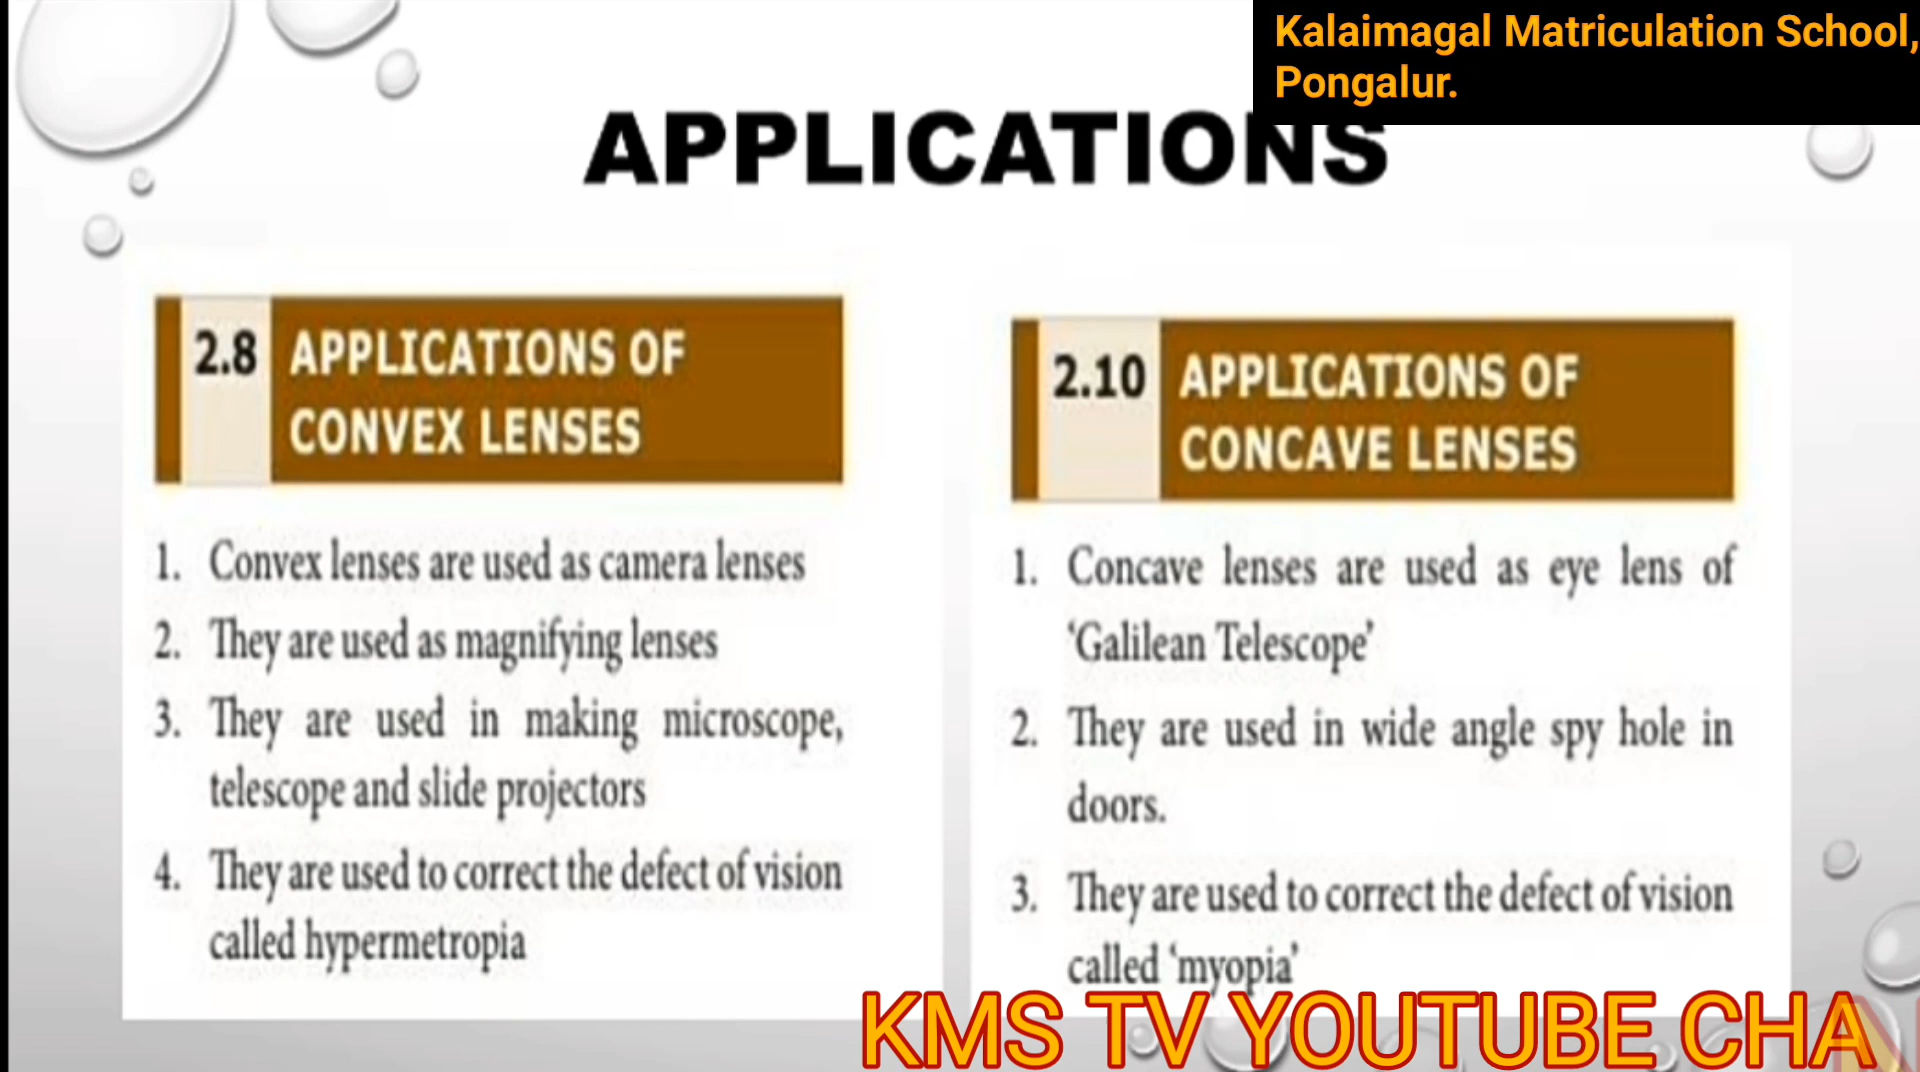 Kalaimagal Matriculation School,
Pongalur.
APPLICATIONS
2.8 APPLICATIONS OF
CONVEX LENSES
1. Convex lenses are used as camera lenses
2. They are used as magnifying lenses
3. They are used in making microscope,
telescope and slide projectors
4. They are used to correct the defect of vision
called hypermetropia
2.10 APPLICATIONS OF
CONCAVE LENSES
1. Concave lenses are used as eye lens of
‘Galilean Telescope’
2. They are used in wide angle spy hole in
doors.
3. They are used to correct the defect of vision
called ‘myopia’
KMS TV YOUTUBE CHA